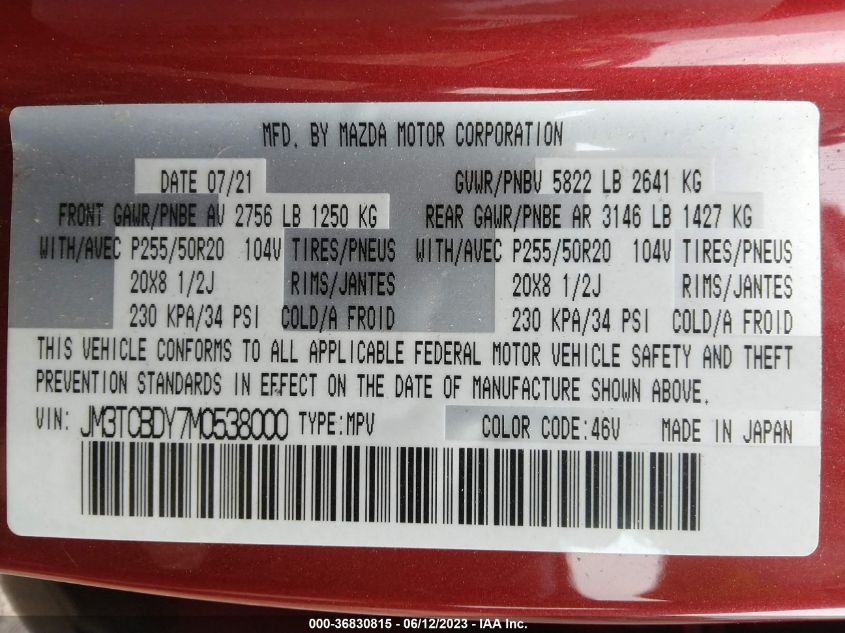 MFD. BY MAZDA MOTOR CORPORATION
DATE 07/21 GVWR/PNBV 5822 LB 2641 KG
FRONT GAWR/PNBE AV 2756 LB 1250 KG REAR GAWR/PNBE AR 3146 LB 1427 KG
WITH/AVEC P255/50R20 104V TIRES/PNEUS WITH/AVEC P255/50R20 104V TIRES/PNEUS
20X8 1/2J RIMS/JANTES 20X8 1/2J RIMS/JANTES
230 KPA/34 PSI COLD/A FROID 230 KPA/34 PSI COLD/A FROID
THIS VEHICLE CONFORMS TO ALL APPLICABLE FEDERAL MOTOR VEHICLE SAFETY AND THEFT
PREVENTION STANDARDS IN EFFECT ON THE DATE OF MANUFACTURE SHOWN ABOVE.
VIN: JM3TCBDY7M0538000 TYPE:MPV COLOR CODE:46V MADE IN JAPAN
000-36830815 - 06/12/2023 - IAA Inc.